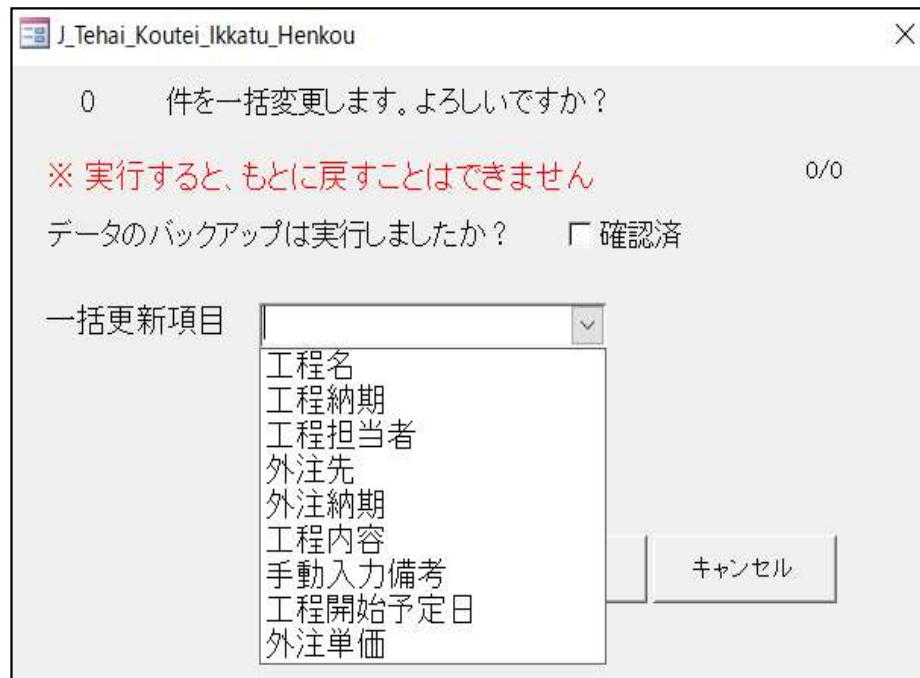 J_Tehai_Koutei_Ikkatu_Henkou
0 件を一括変更します。よろしいですか？
※ 実行すると、もとに戻すことはできません 0/0
データのバックアップは実行しましたか？ 確認済
一括更新項目
工程名
工程納期
工程担当者
外注先
外注納期
工程内容
手動入力備考
工程開始予定日
外注単価
キャンセル